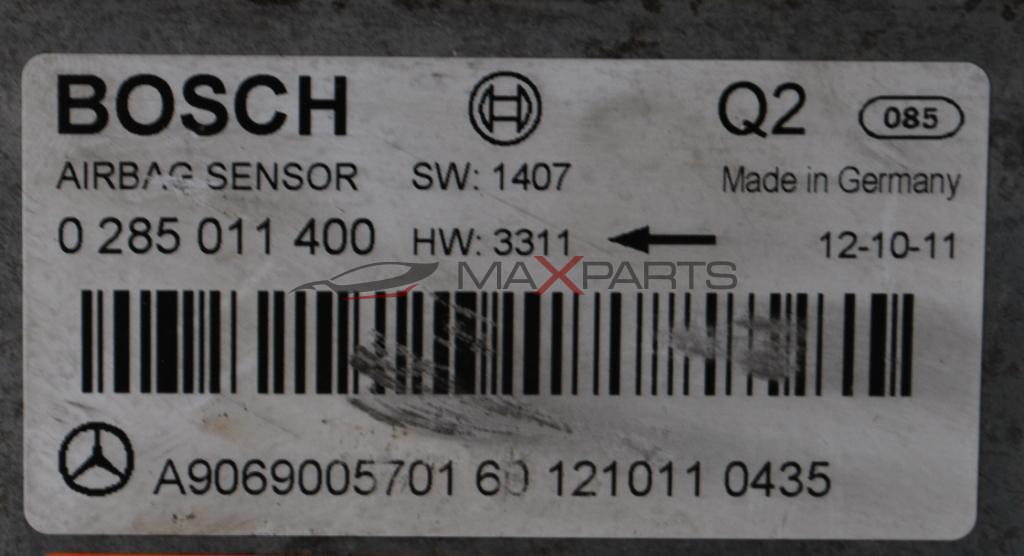 BOSCH Q2 085
AIRBAG SENSOR SW: 1407 Made in Germany
0 285 011 400 HW: 3311 12-10-11
MAXPARTS
A9069005701 60 121011 0435